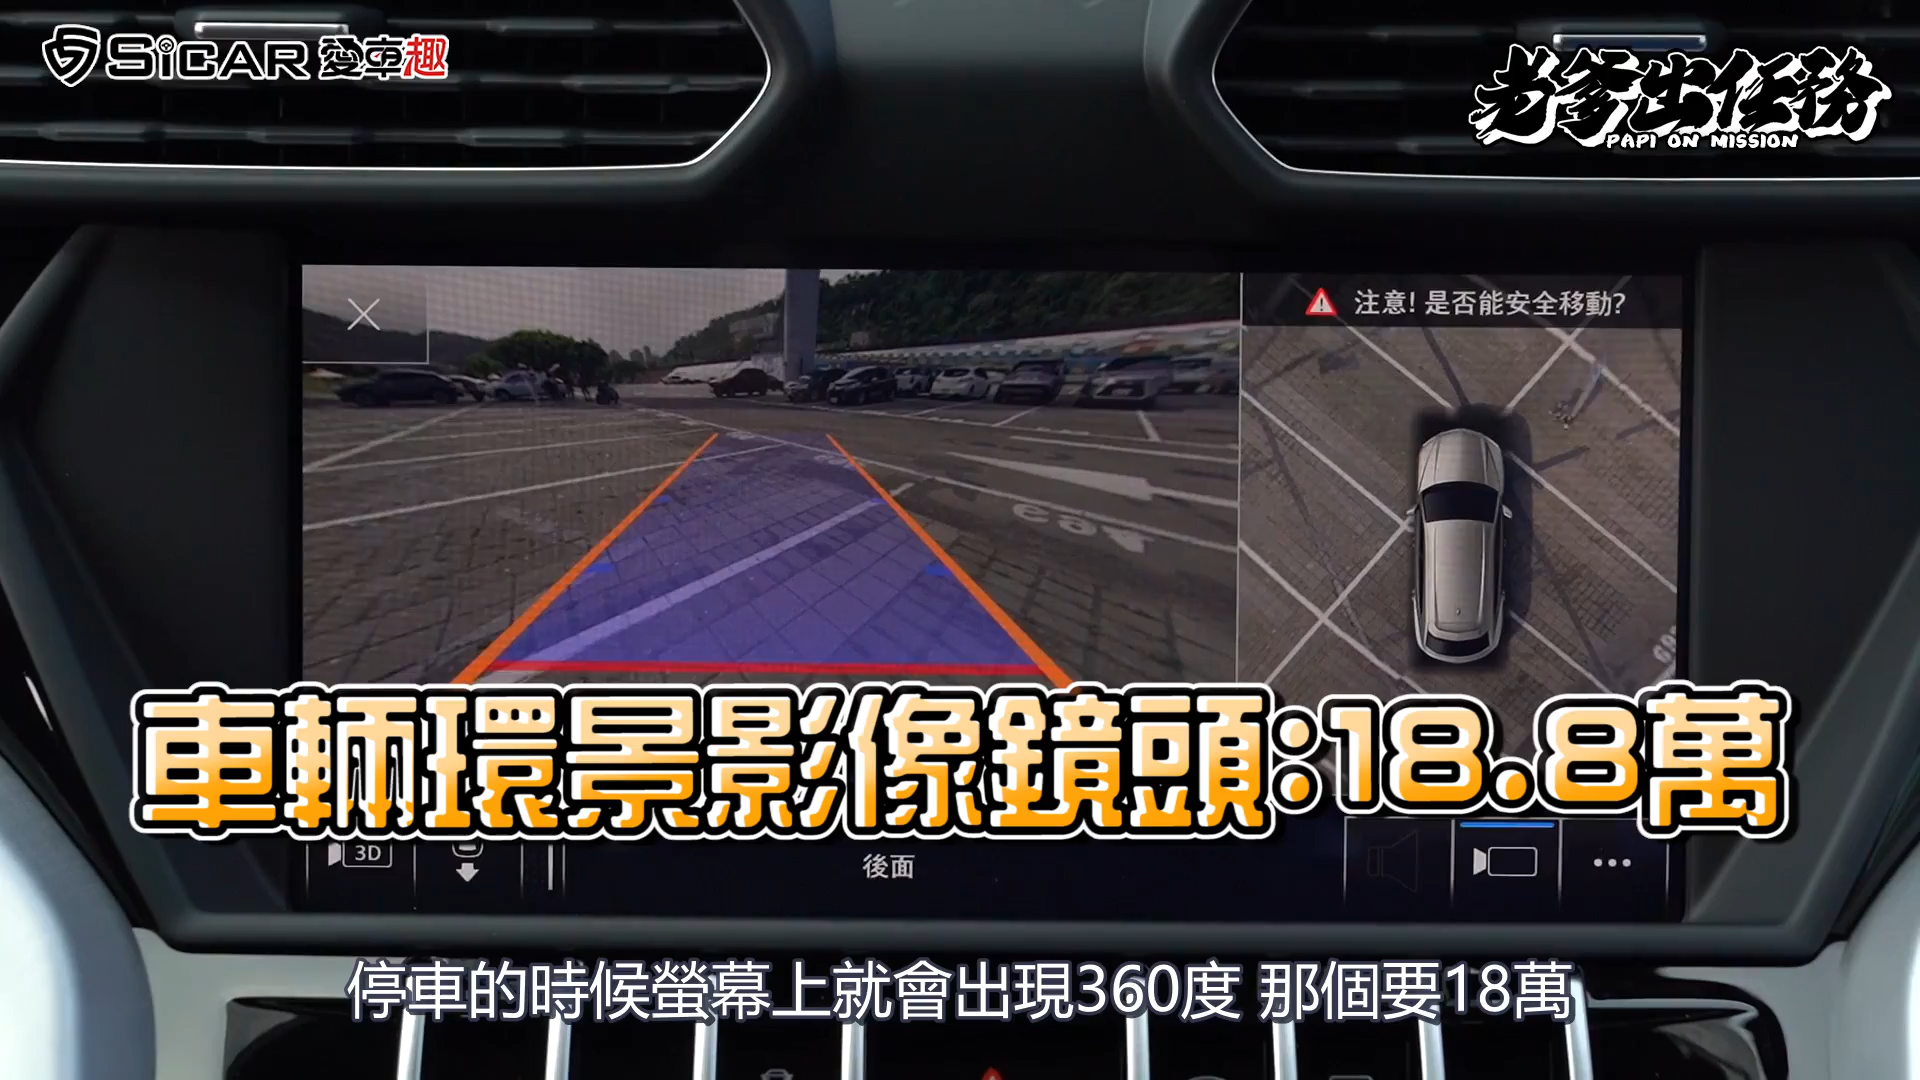 SiCAR 愛車趣
老爹出任務
PAPI ON MISSION
注意! 是否能安全移動?
車輛環景影像鏡頭:18.8萬
3D
後面
停車的時候螢幕上就會出現360度 那個要18萬